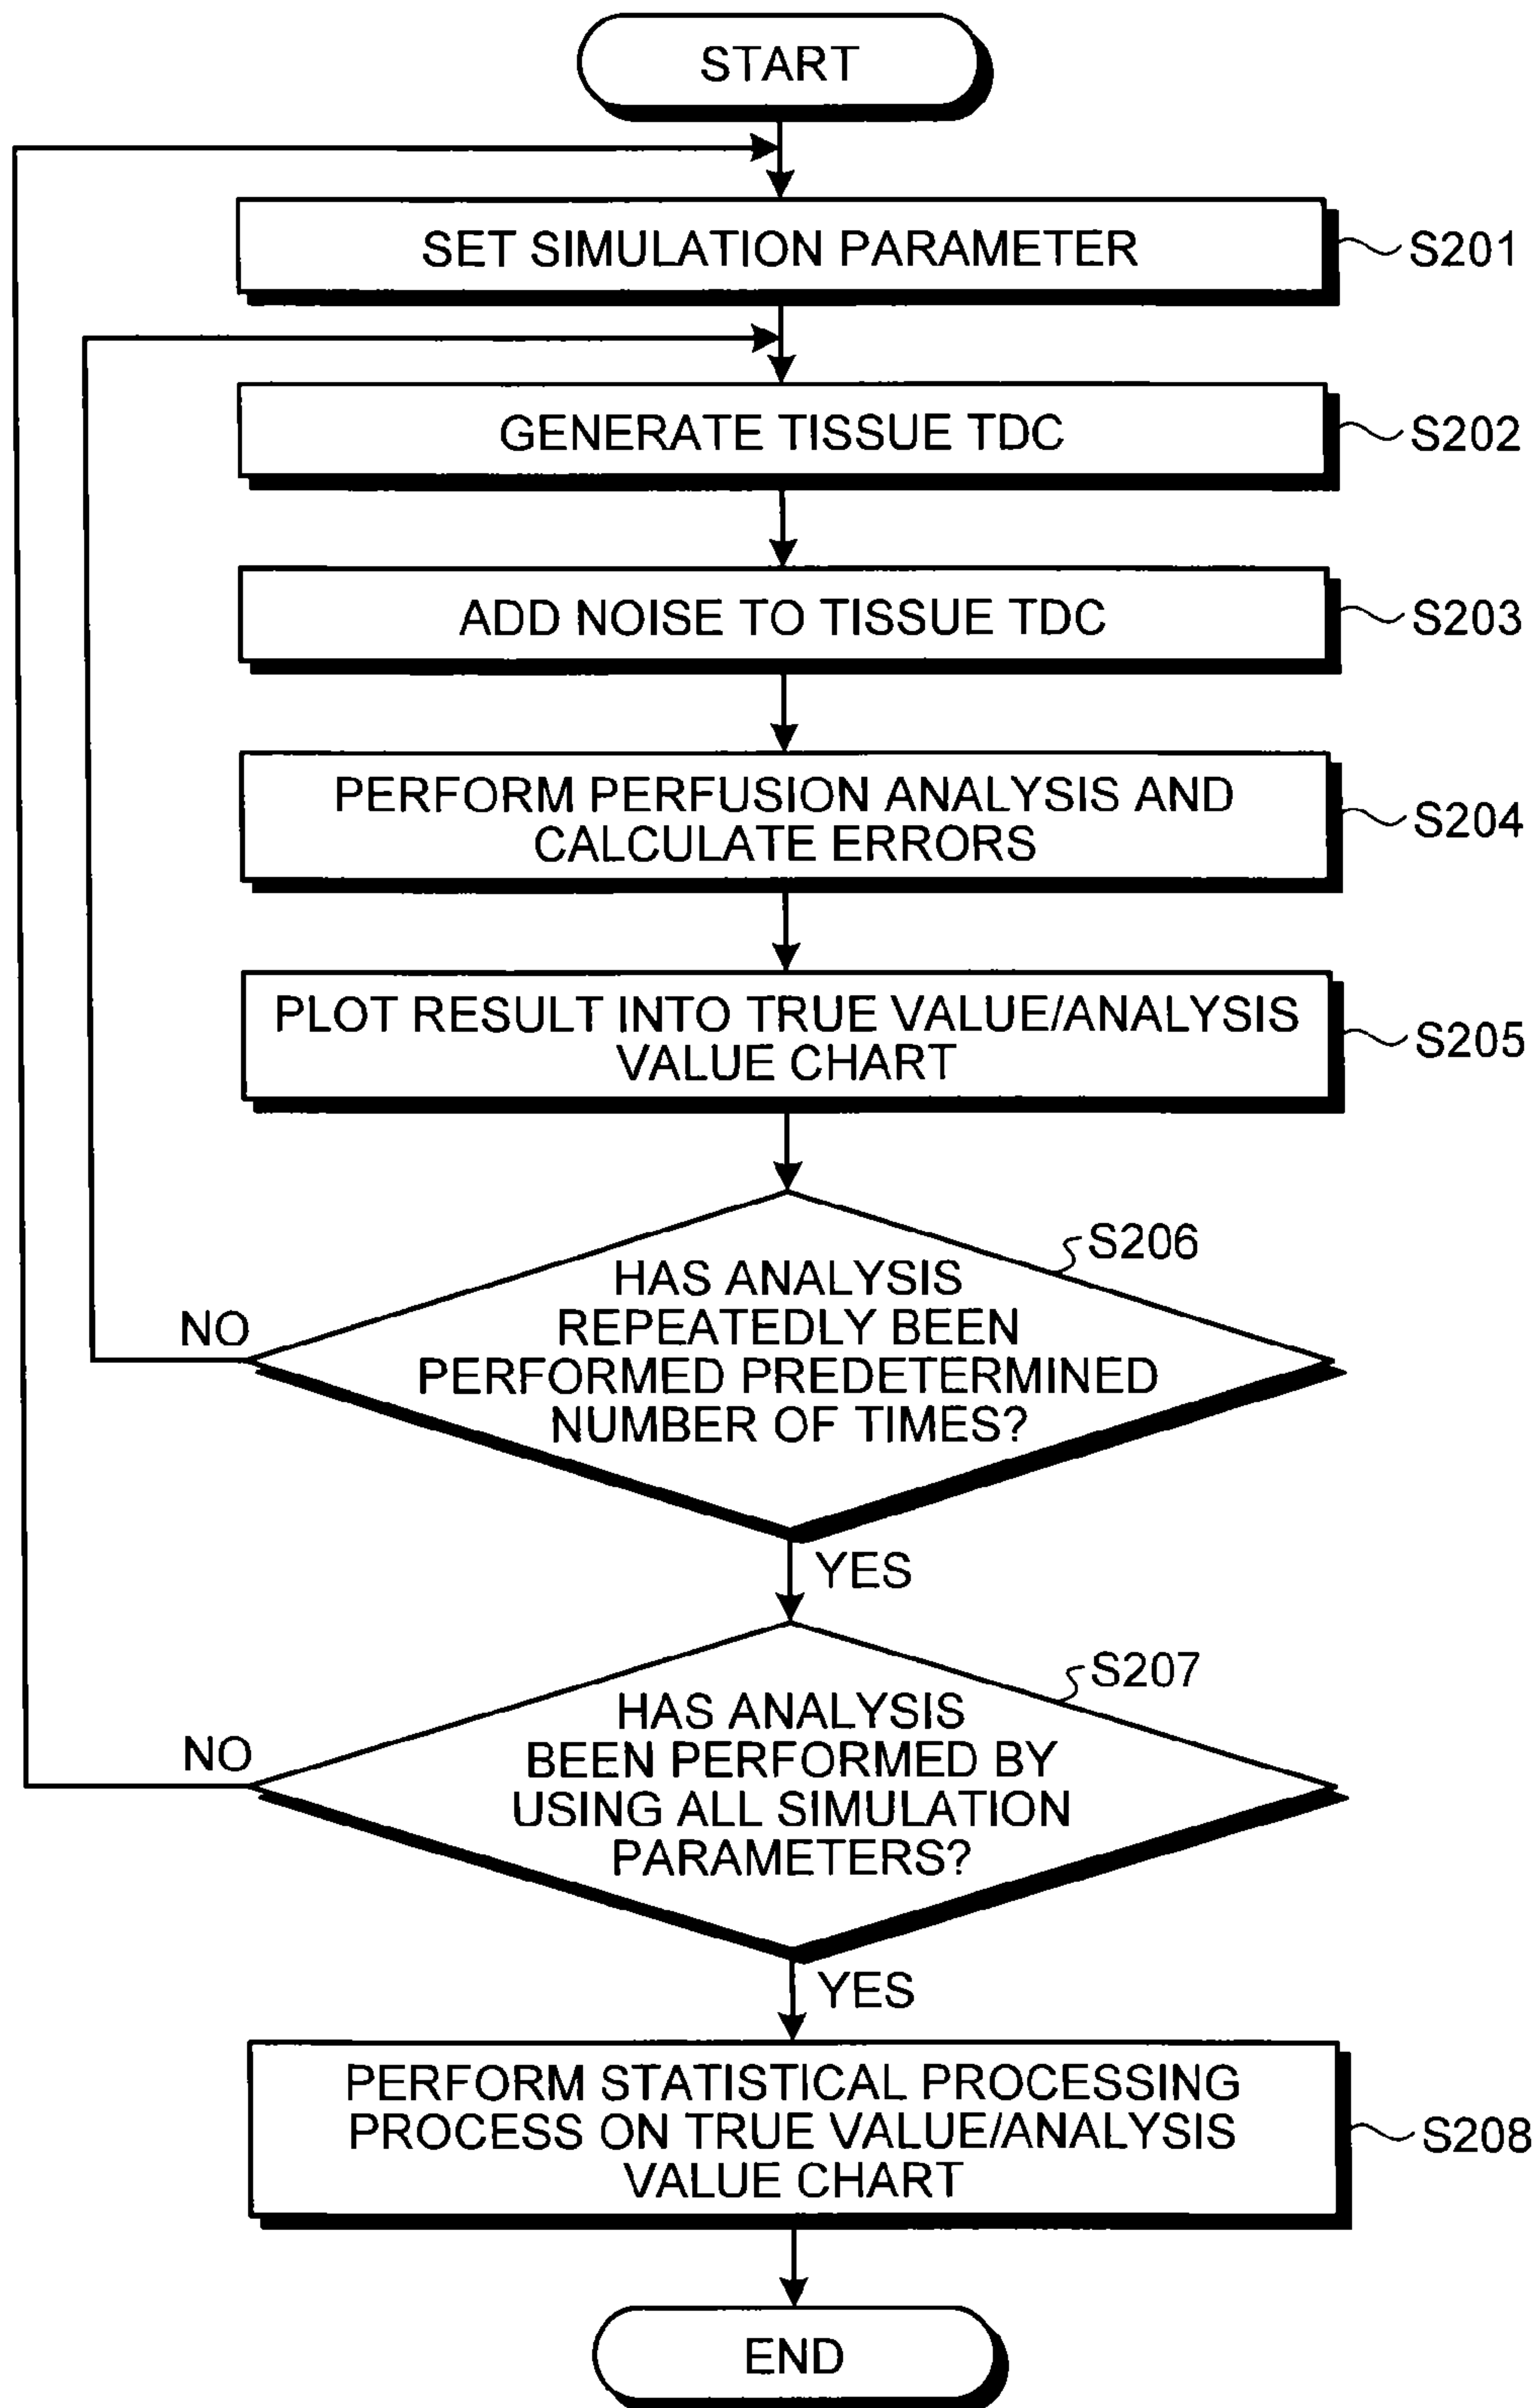 START
SET SIMULATION PARAMETER
S201
GENERATE TISSUE TDC
S202
ADD NOISE TO TISSUE TDC
S203
PERFORM PERFUSION ANALYSIS AND
CALCULATE ERRORS
S204
PLOT RESULT INTO TRUE VALUE/ANALYSIS
VALUE CHART
S205
S206
HAS ANALYSIS
REPEATEDLY BEEN
PERFORMED PREDETERMINED
NUMBER OF TIMES?
NO
YES
S207
HAS ANALYSIS
BEEN PERFORMED BY
USING ALL SIMULATION
PARAMETERS?
NO
YES
PERFORM STATISTICAL PROCESSING
PROCESS ON TRUE VALUE/ANALYSIS
VALUE CHART
S208
END